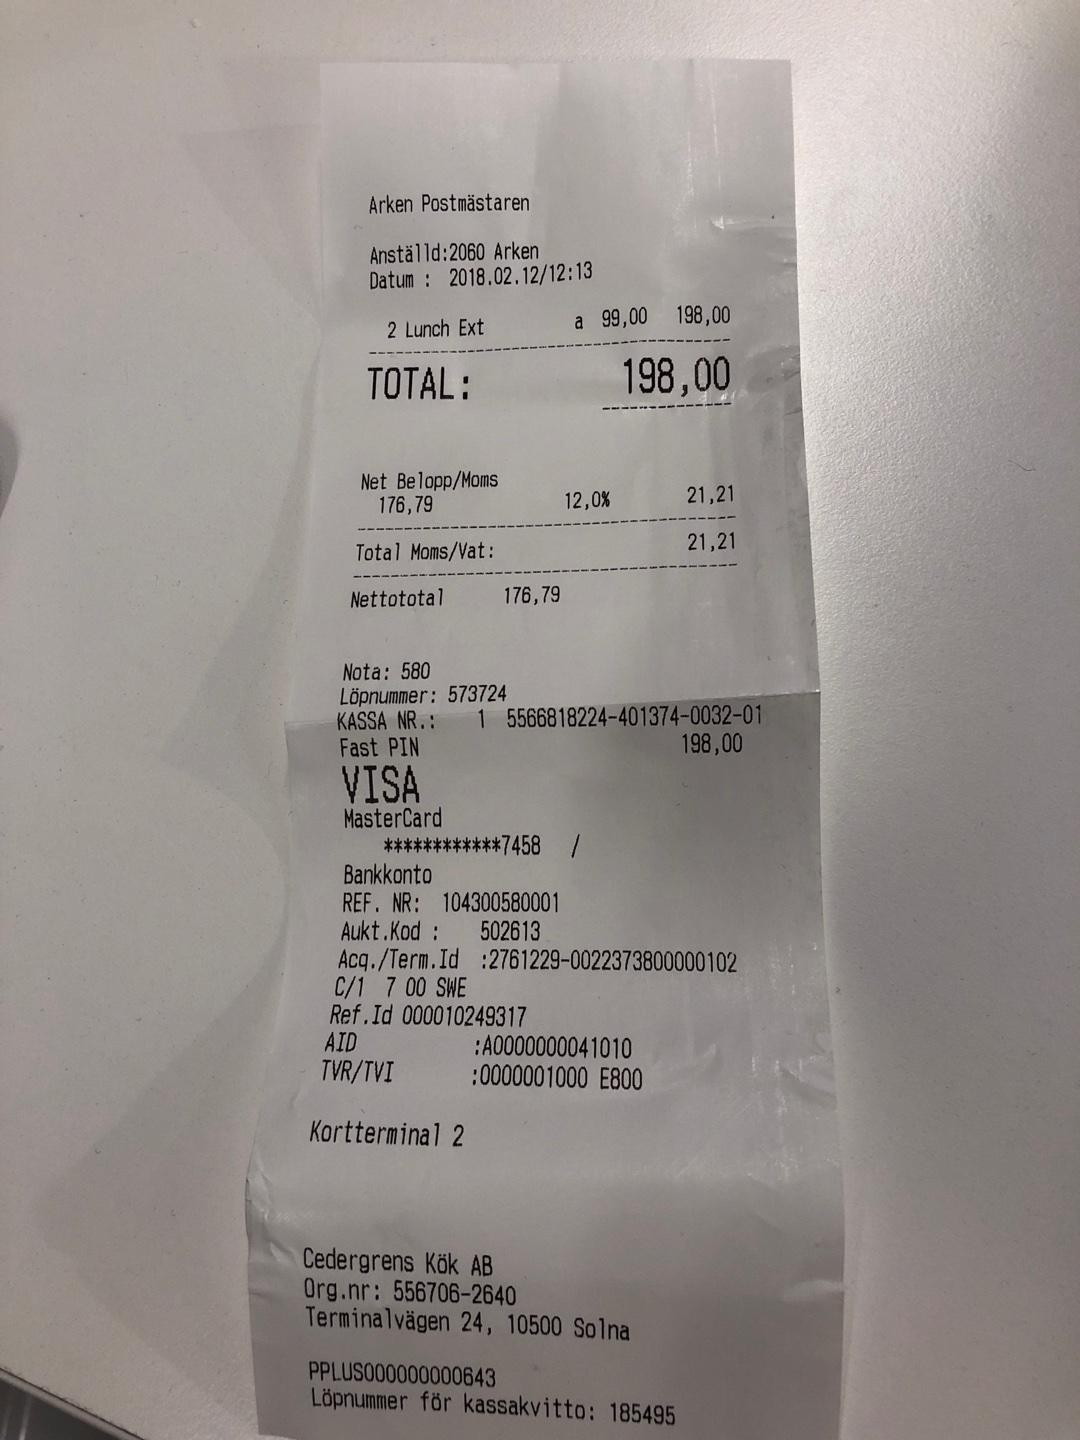 Arken Postmästaren
Anställd:2060 Arken
Datum : 2018.02.12/12:13
2 Lunch Ext a 99,00 198,00
TOTAL: 198,00
Net Belopp/Moms
176,79 12,0% 21,21
Total Moms/Vat: 21,21
Nettototal 176,79
Nota: 580
Löpnummer: 573724
KASSA NR.: 1 5566818224-401374-0032-01
Fast PIN 198,00
VISA
MasterCard
************7458 /
Bankkonto
REF. NR: 104300580001
Aukt.Kod : 502613
Acq./Term.Id :2761229-0022373800000102
C/1 7 00 SWE
Ref.Id 000010249317
AID :A0000000041010
TVR/TVI :0000001000 E800
Kortterminal 2
Cedergrens Kök AB
Org.nr: 556706-2640
Terminalvägen 24, 10500 Solna
PPLUS000000000643
Löpnummer för kassakvitto: 185495